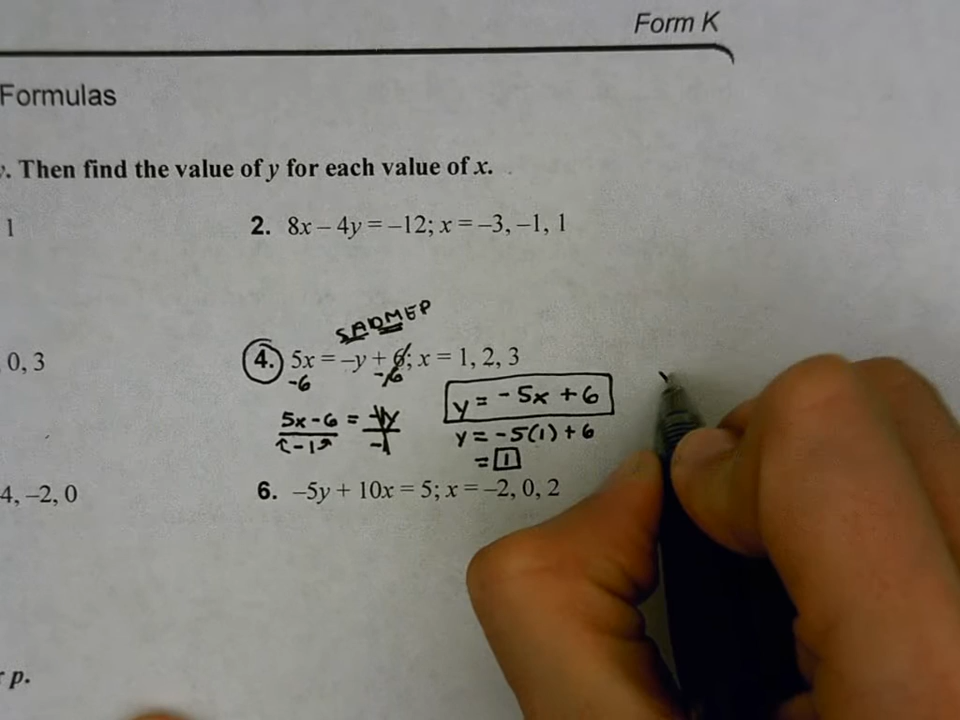 Form K
Formulas
. Then find the value of y for each value of x.
1
2. 8x – 4y = –12; x = –3, –1, 1
SADMEP
0, 3
4. 5x = –y + 6; x = 1, 2, 3
-6 -6
5x - 6 = -1y
-1 -1
y = -5x + 6
y = -5(1) + 6
= 1
4, –2, 0
6. –5y + 10x = 5; x = –2, 0, 2
p.